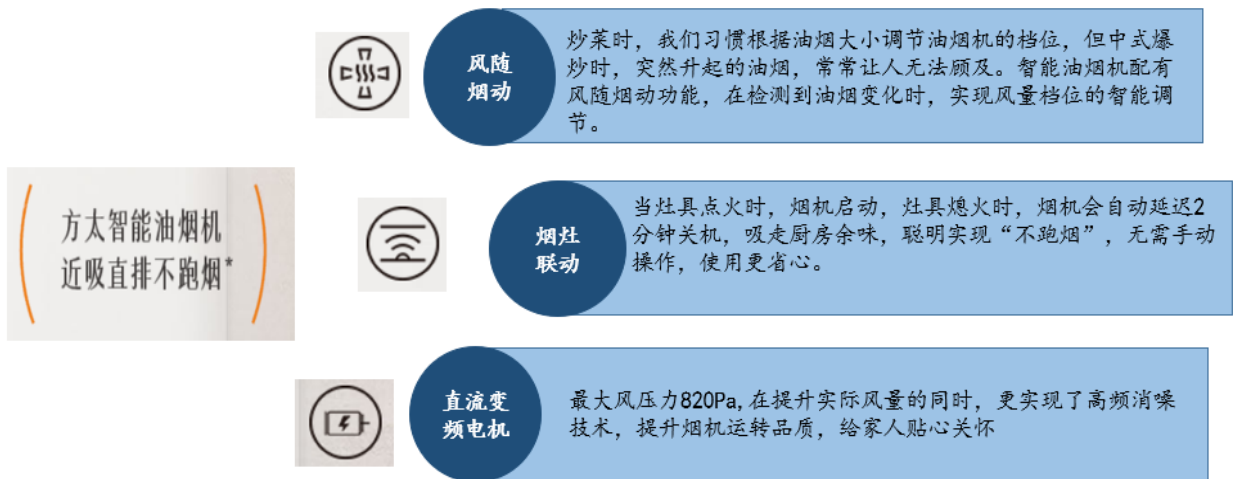 风随
烟动
炒菜时，我们习惯根据油烟大小调节油烟机的档位，但中式爆
炒时，突然升起的油烟，常常让人无法顾及。智能油烟机配有
风随烟动功能，在检测到油烟变化时，实现风量档位的智能调
节。
方太智能油烟机
近吸直排不跑烟*
烟灶
联动
当灶具点火时，烟机启动，灶具熄火时，烟机会自动延迟2
分钟关机，吸走厨房余味，聪明实现“不跑烟”，无需手动
操作，使用更省心。
直流变
频电机
最大风压力820Pa,在提升实际风量的同时，更实现了高频消噪
技术，提升烟机运转品质，给家人贴心关怀